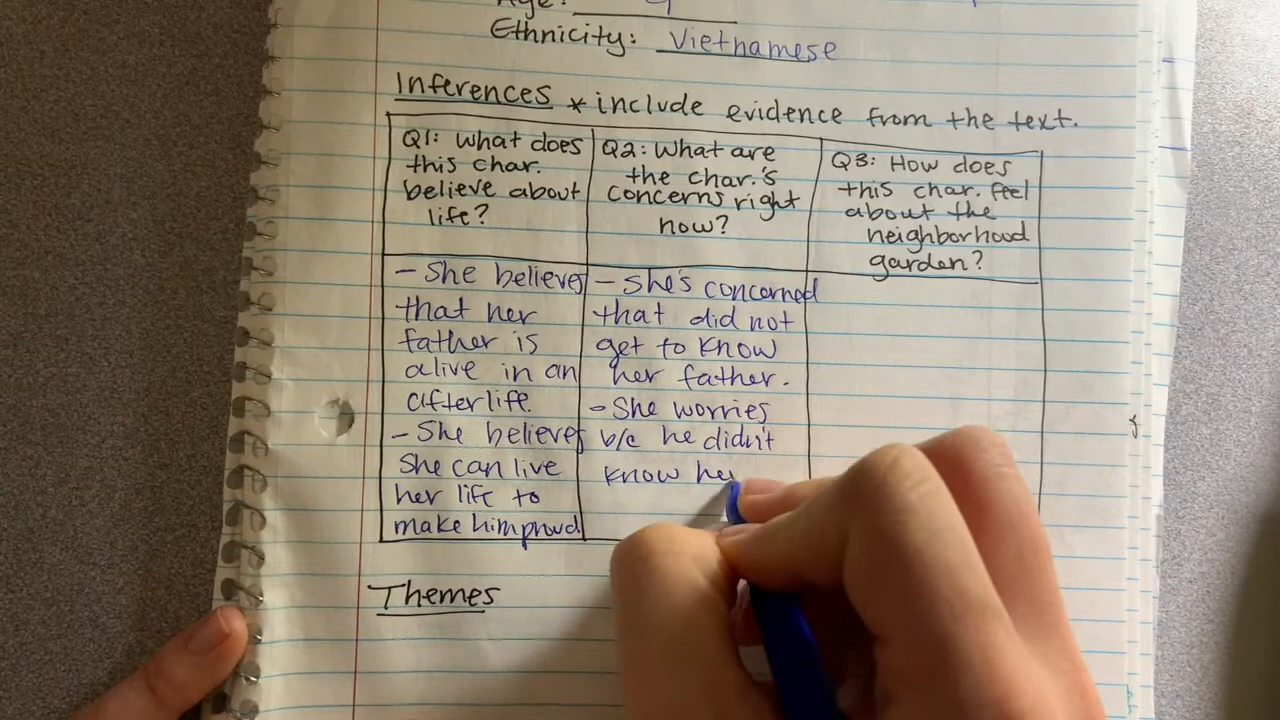 Age: 9
Ethnicity: Vietnamese
Inferences * include evidence from the text.
Q1: What does
this char.
believe about
life?
Q2: What are
the char.'s
concerns right
now?
Q3: How does
this char. feel
about the
neighborhood
garden?
- She believes
that her
father is
alive in an
afterlife.
- She believes
she can live
her life to
make him proud.
- She's concerned
that did not
get to know
her father.
- She worries
b/c he didn't
know her
Themes